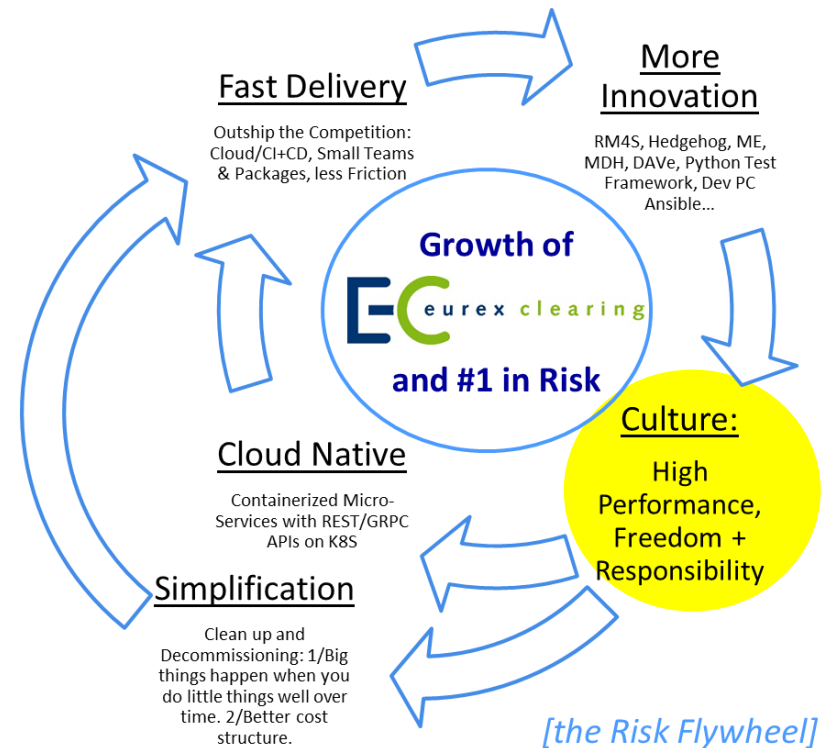 Fast Delivery
Outship the Competition:
Cloud/CI+CD, Small Teams
& Packages, less Friction
More
Innovation
RM4S, Hedgehog, ME,
MDH, DAVe, Python Test
Framework, Dev PC
Ansible...
Growth of
EC eurex clearing
and #1 in Risk
Culture:
High
Performance,
Freedom +
Responsibility
Cloud Native
Containerized Micro-
Services with REST/GRPC
APIs on K8S
Simplification
Clean up and
Decommissioning: 1/Big
things happen when you
do little things well over
time. 2/Better cost
structure.
[the Risk Flywheel]